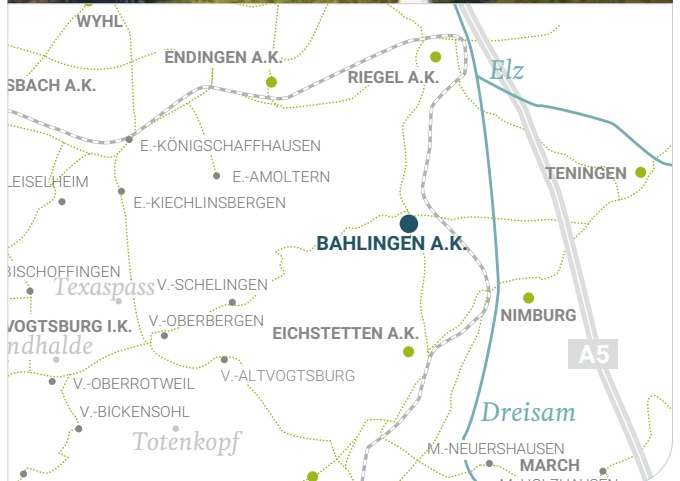 WYHL
ENDINGEN A.K.
RIEGEL A.K.
Elz
SBACH A.K.
E.-KÖNIGSCHAFFHAUSEN
LEISELHEIM
E.-AMOLTERN
TENINGEN
E.-KIECHLINSBERGEN
BAHLINGEN A.K.
BISCHOFFINGEN
Texaspass
V.-SCHELINGEN
NIMBURG
VOGTSBURG I.K.
V.-OBERBERGEN
EICHSTETTEN A.K.
ndhalde
A5
V.-ALTVOGTSBURG
V.-OBERROTWEIL
V.-BICKENSOHL
Dreisam
Totenkopf
M.-NEUERSHAUSEN
MARCH
M.-HOLZHAUSEN